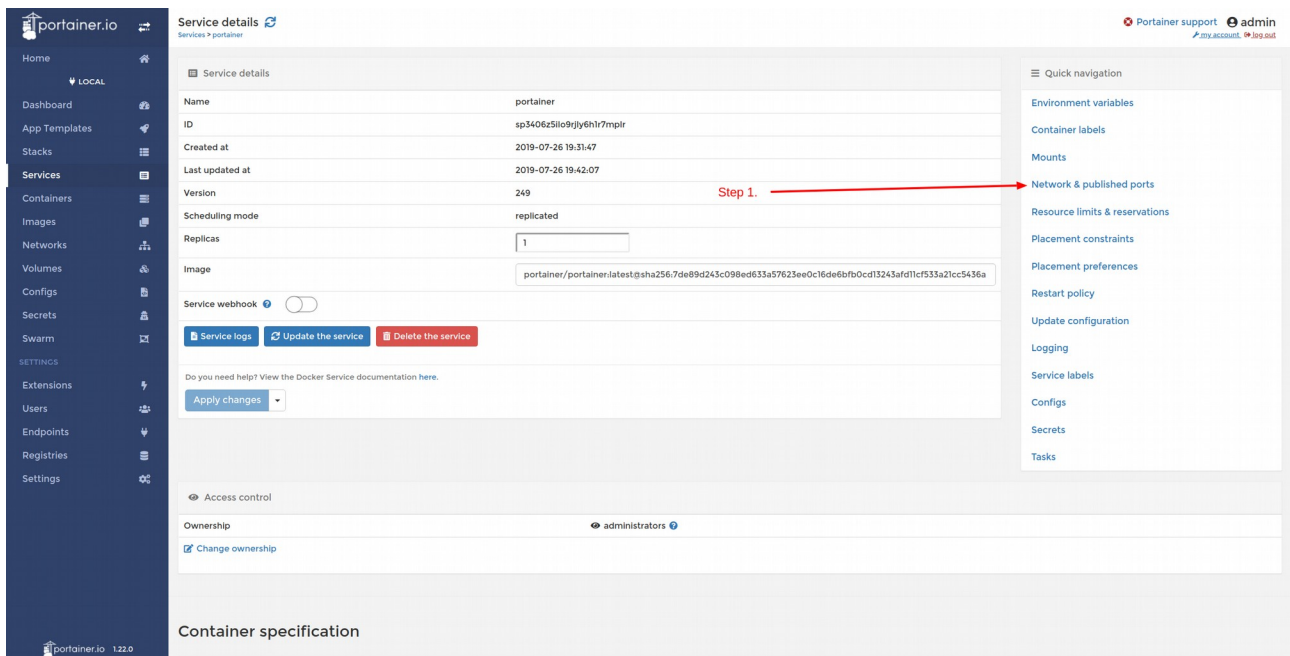 portainer.io
Home
LOCAL
Dashboard
App Templates
Stacks
Services
Containers
Images
Networks
Volumes
Configs
Secrets
Swarm
SETTINGS
Extensions
Users
Endpoints
Registries
Settings
portainer.io 1.22.0
Service details
Services > portainer
Portainer support admin
my account log out
Service details
Name portainer
ID sp3406z5ilo9rjly6h1r7mplr
Created at 2019-07-26 19:31:47
Last updated at 2019-07-26 19:42:07
Version 249
Step 1.
Scheduling mode replicated
Replicas 1
Image portainer/portainer:latest@sha256:7de89d243c098ed633a57623ee0c16de6bfb0cd13243afd11cf533a21cc5436a
Service webhook
Service logs Update the service Delete the service
Do you need help? View the Docker Service documentation here.
Apply changes
Quick navigation
Environment variables
Container labels
Mounts
Network & published ports
Resource limits & reservations
Placement constraints
Placement preferences
Restart policy
Update configuration
Logging
Service labels
Configs
Secrets
Tasks
Access control
Ownership administrators
Change ownership
Container specification